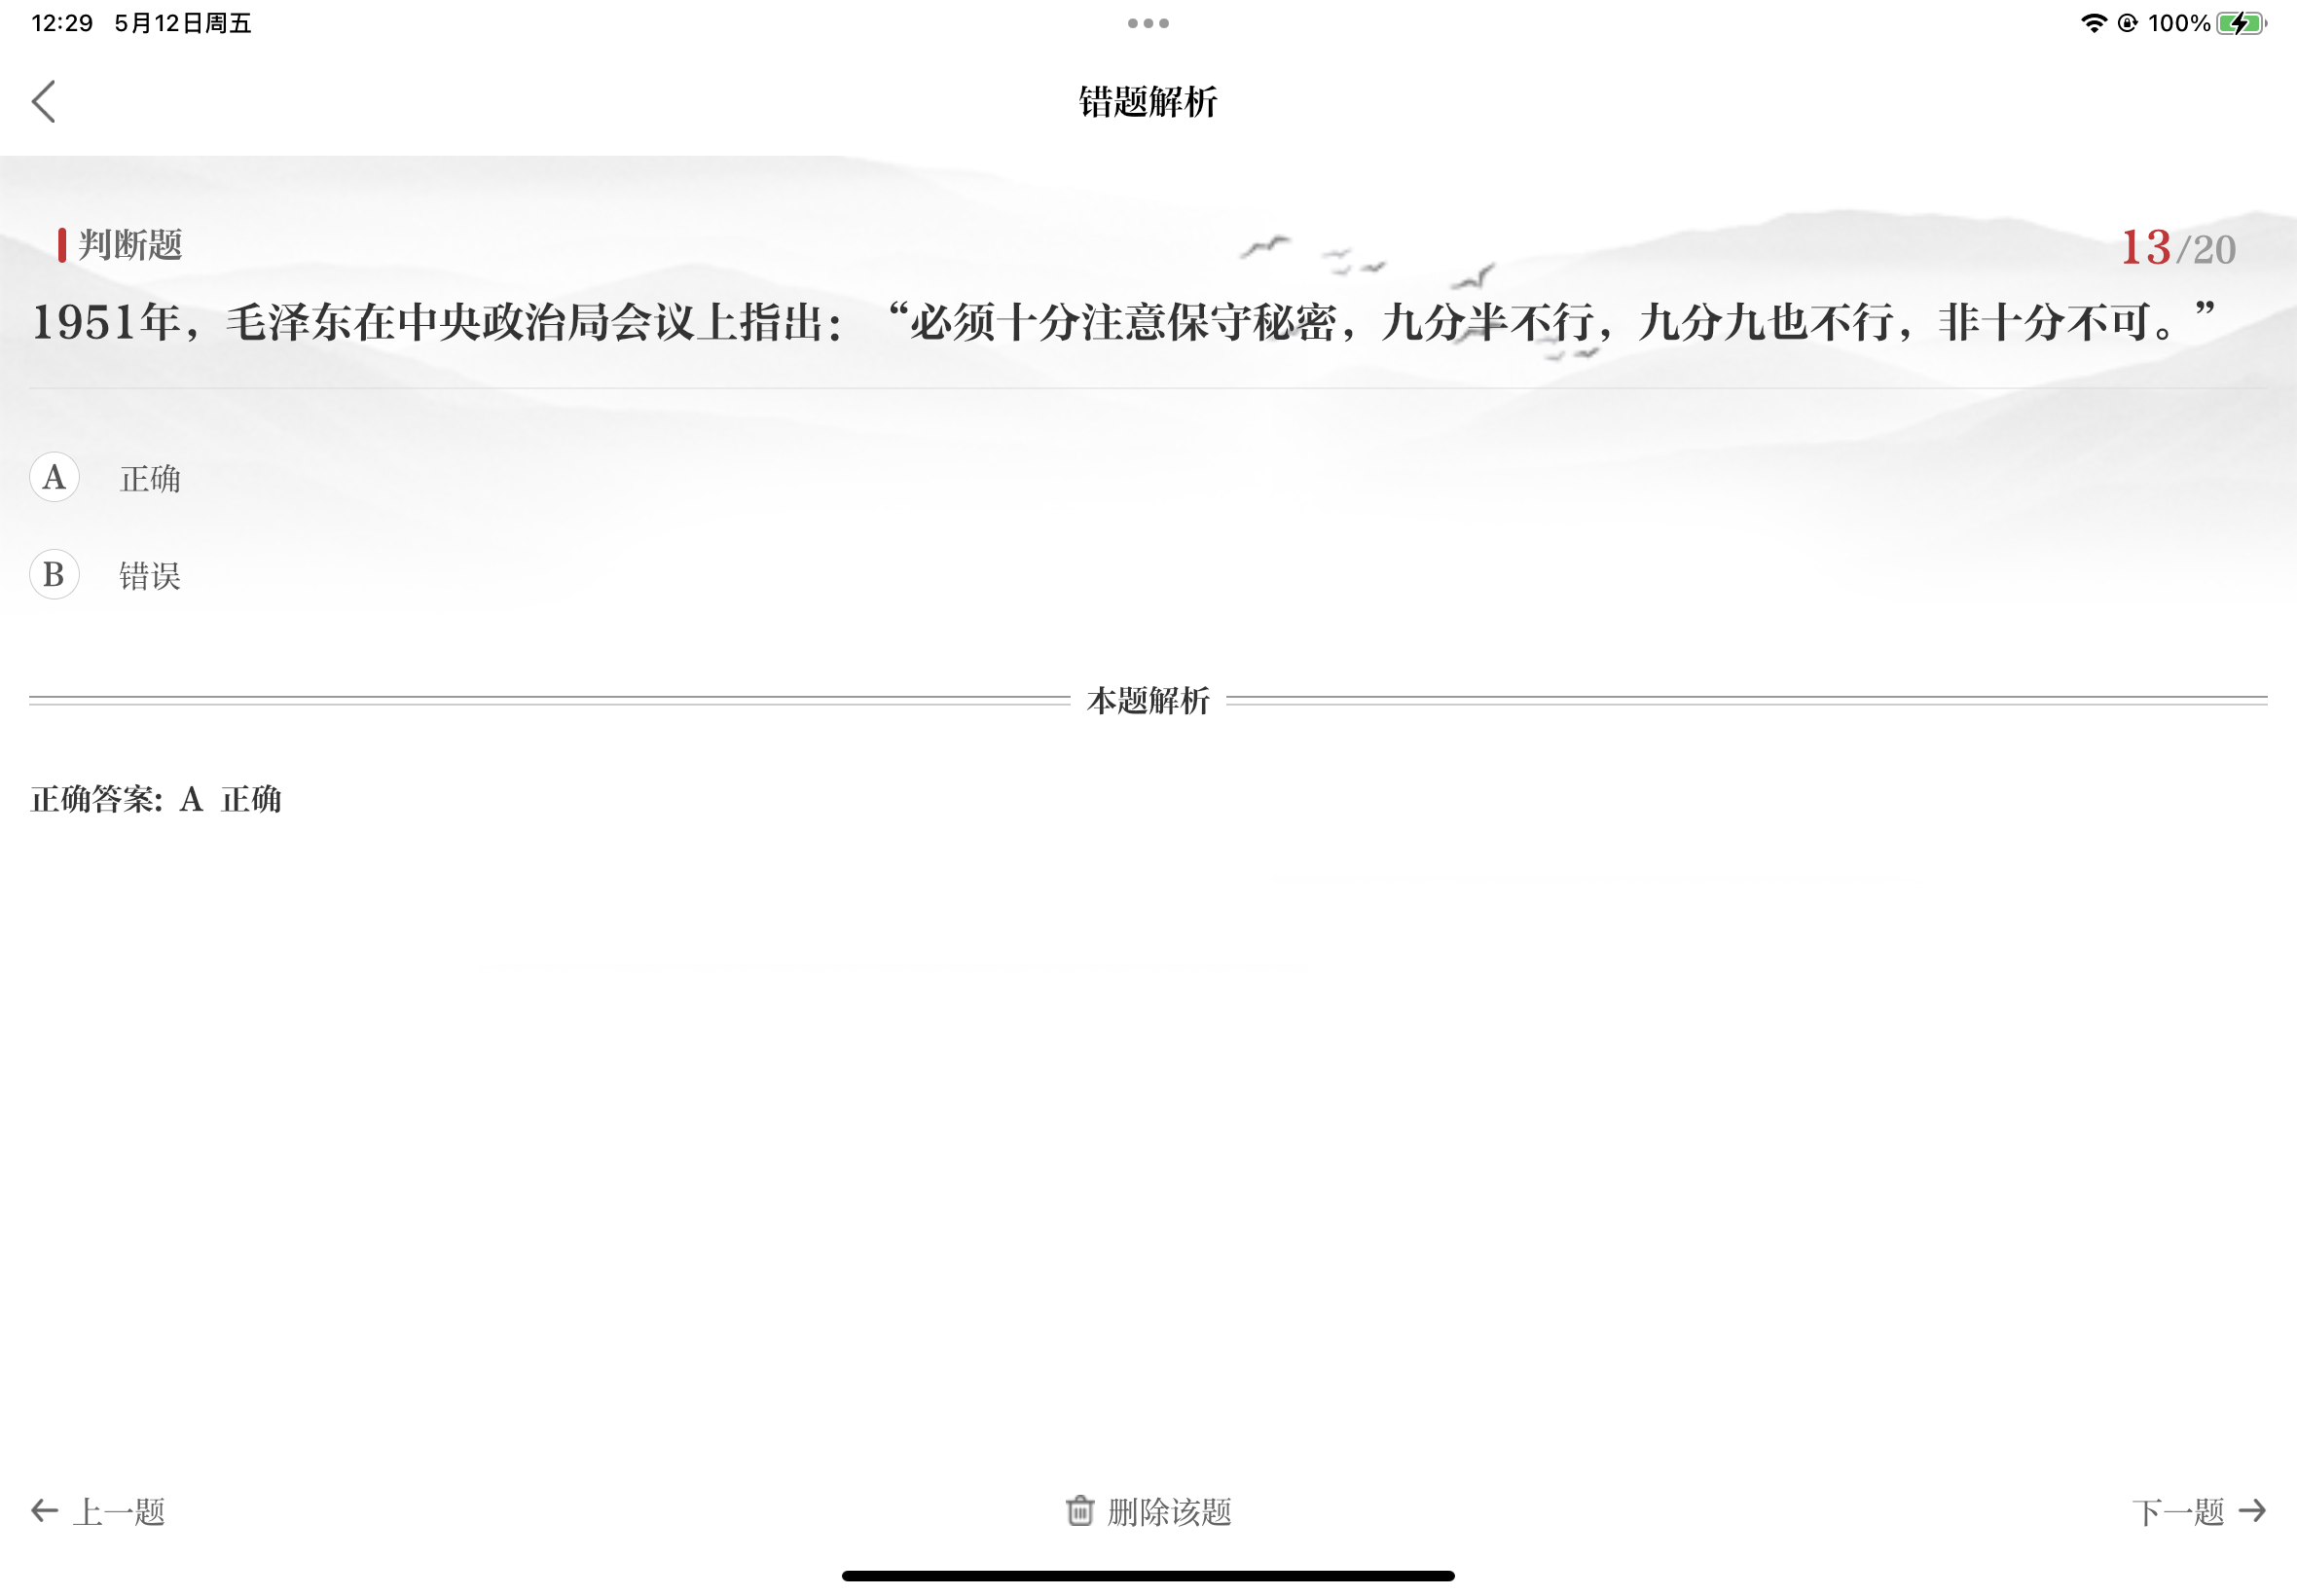 12:29 5月12日周五
100%
错题解析
判断题
13/20
1951年，毛泽东在中央政治局会议上指出：“必须十分注意保守秘密，九分半不行，九分九也不行，非十分不可。”
A 正确
B 错误
本题解析
正确答案: A 正确
上一题
删除该题
下一题